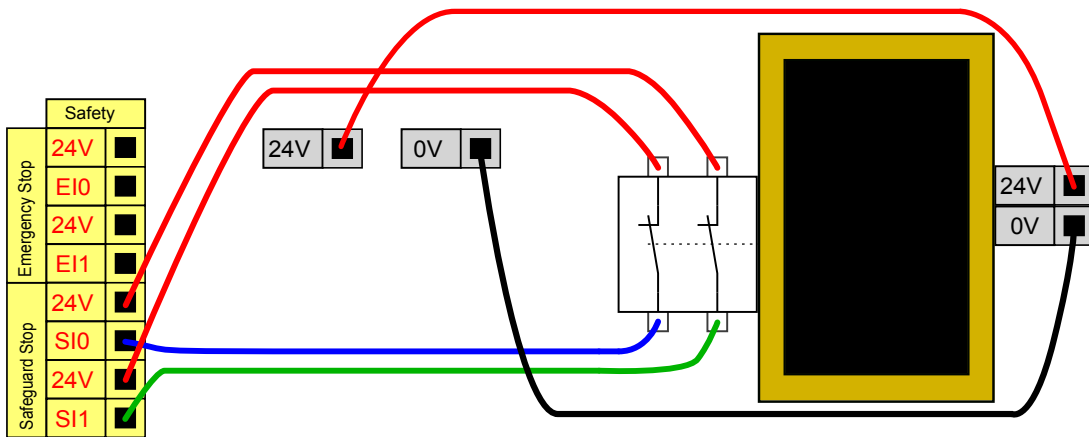 Safety
Emergency Stop
24V
EI0
24V
EI1
Safeguard Stop
24V
SI0
24V
SI1
24V
0V
24V
0V